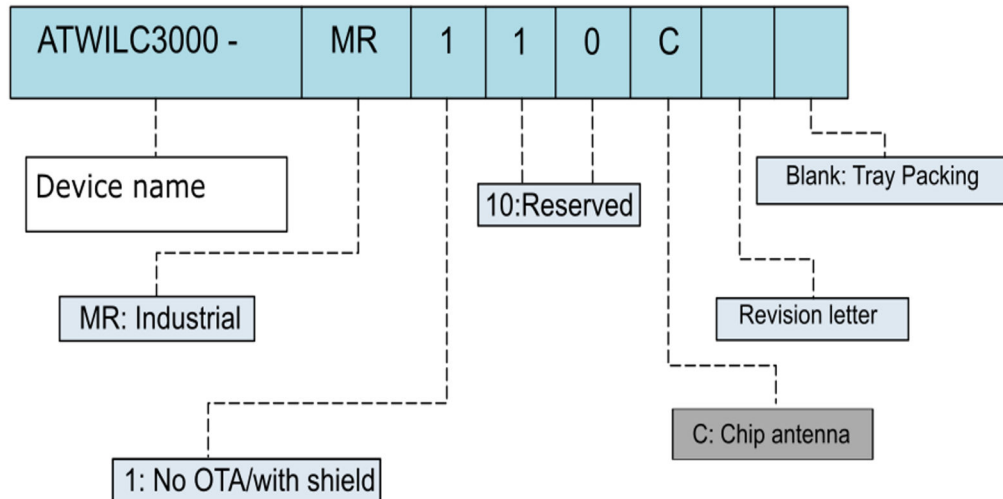 ATWILC3000 - MR 1 1 0 C
Device name
10:Reserved
Blank: Tray Packing
MR: Industrial
Revision letter
C: Chip antenna
1: No OTA/with shield